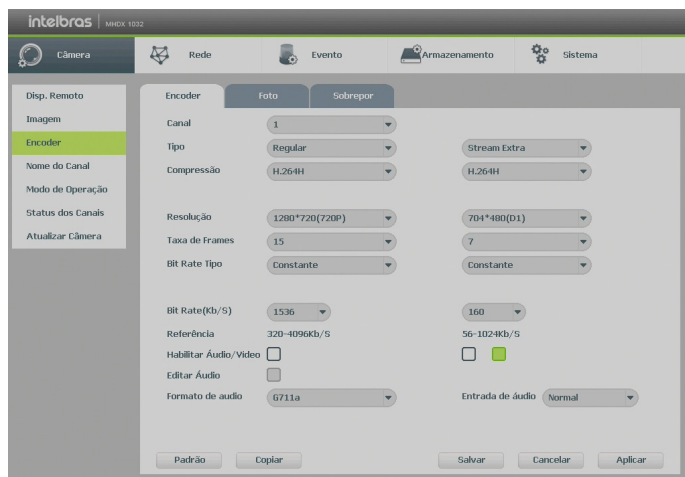 intelbras | MHDX 1032
Câmera Rede Evento Armazenamento Sistema
Disp. Remoto
Imagem
Encoder
Nome do Canal
Modo de Operação
Status dos Canais
Atualizar Câmera
Encoder Foto Sobrepor
Canal 1
Tipo Regular Stream Extra
Compressão H.264H H.264H
Resolução 1280*720(720P) 704*480(D1)
Taxa de Frames 15 7
Bit Rate Tipo Constante Constante
Bit Rate(Kb/S) 1536 160
Referência 320-4096Kb/S 56-1024Kb/S
Habilitar Áudio/Vídeo
Editar Áudio
Formato de audio G711a Entrada de áudio Normal
Padrão Copiar Salvar Cancelar Aplicar